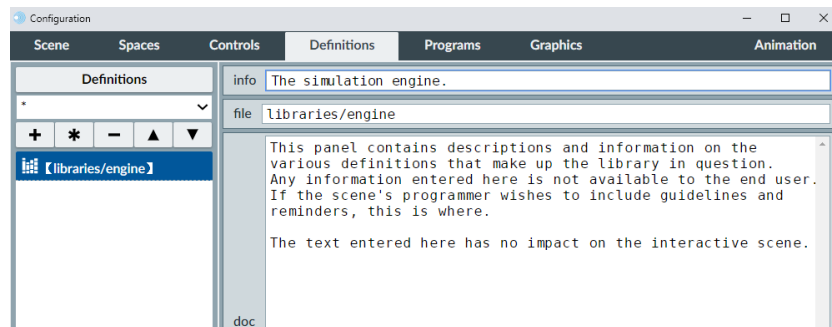 Configuration
Scene Spaces Controls Definitions Programs Graphics Animation
Definitions
*
【libraries/engine】
info The simulation engine.
file libraries/engine
This panel contains descriptions and information on the
various definitions that make up the library in question.
Any information entered here is not available to the end user.
If the scene's programmer wishes to include guidelines and
reminders, this is where.
The text entered here has no impact on the interactive scene.
doc